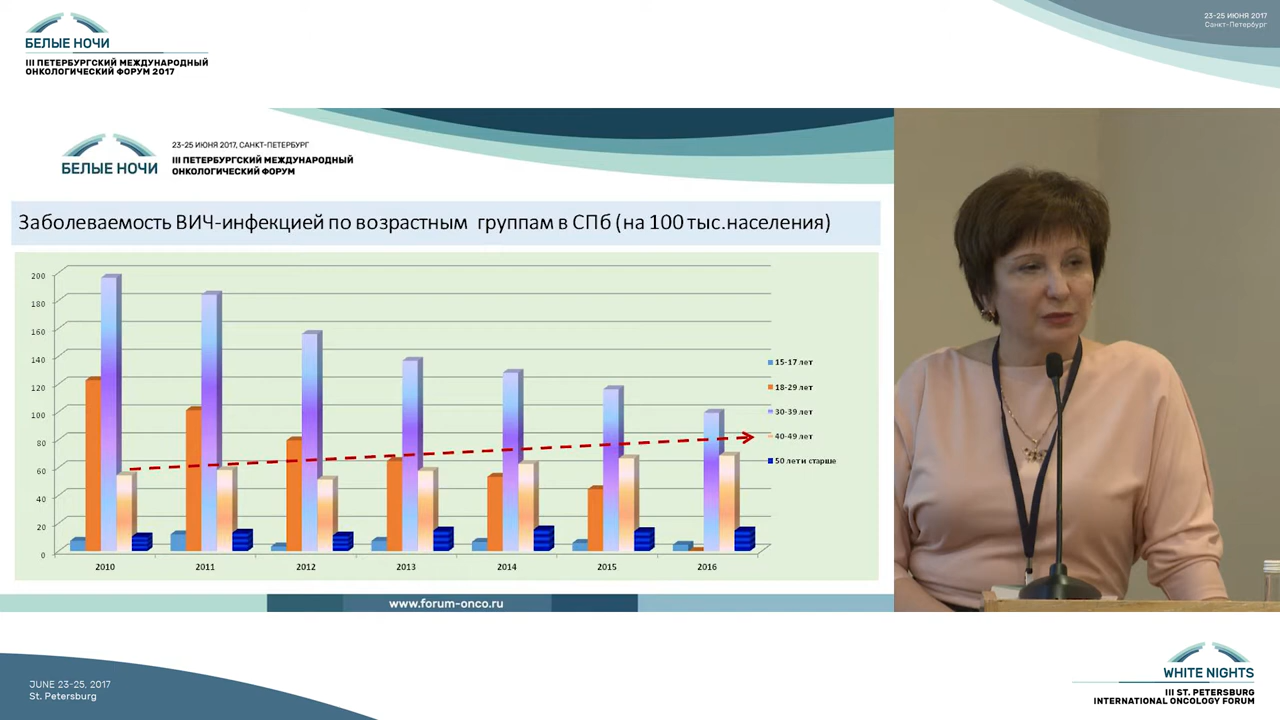 БЕЛЫЕ НОЧИ
III ПЕТЕРБУРГСКИЙ МЕЖДУНАРОДНЫЙ
ОНКОЛОГИЧЕСКИЙ ФОРУМ 2017
23-25 ИЮНЯ 2017
Санкт-Петербург
БЕЛЫЕ НОЧИ
23-25 ИЮНЯ 2017, САНКТ-ПЕТЕРБУРГ
III ПЕТЕРБУРГСКИЙ МЕЖДУНАРОДНЫЙ
ОНКОЛОГИЧЕСКИЙ ФОРУМ
Заболеваемость ВИЧ-инфекцией по возрастным группам в СПб (на 100 тыс.населения)
200
180
160
140
120
100
80
60
40
20
0
2010 2011 2012 2013 2014 2015 2016
15-17 лет
18-29 лет
30-39 лет
40-49 лет
50 лет и старше
www.forum-onco.ru
JUNE 23-25, 2017
St. Petersburg
WHITE NIGHTS
III ST. PETERSBURG
INTERNATIONAL ONCOLOGY FORUM